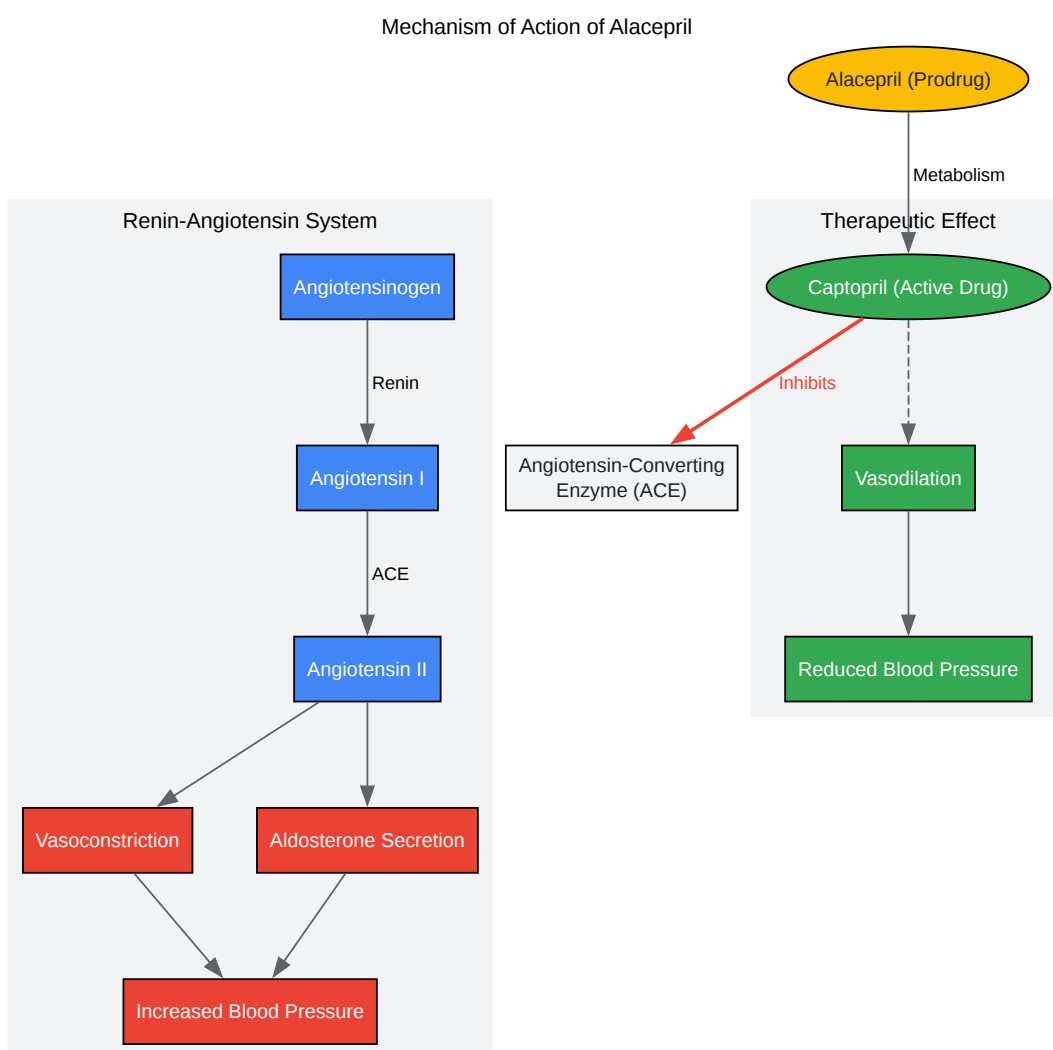 Mechanism of Action of Alacepril
Alacepril (Prodrug)
Metabolism
Renin-Angiotensin System
Therapeutic Effect
Angiotensinogen
Captopril (Active Drug)
Renin
Inhibits
Angiotensin I
Angiotensin-Converting
Enzyme (ACE)
Vasodilation
ACE
Angiotensin II
Reduced Blood Pressure
Vasoconstriction
Aldosterone Secretion
Increased Blood Pressure